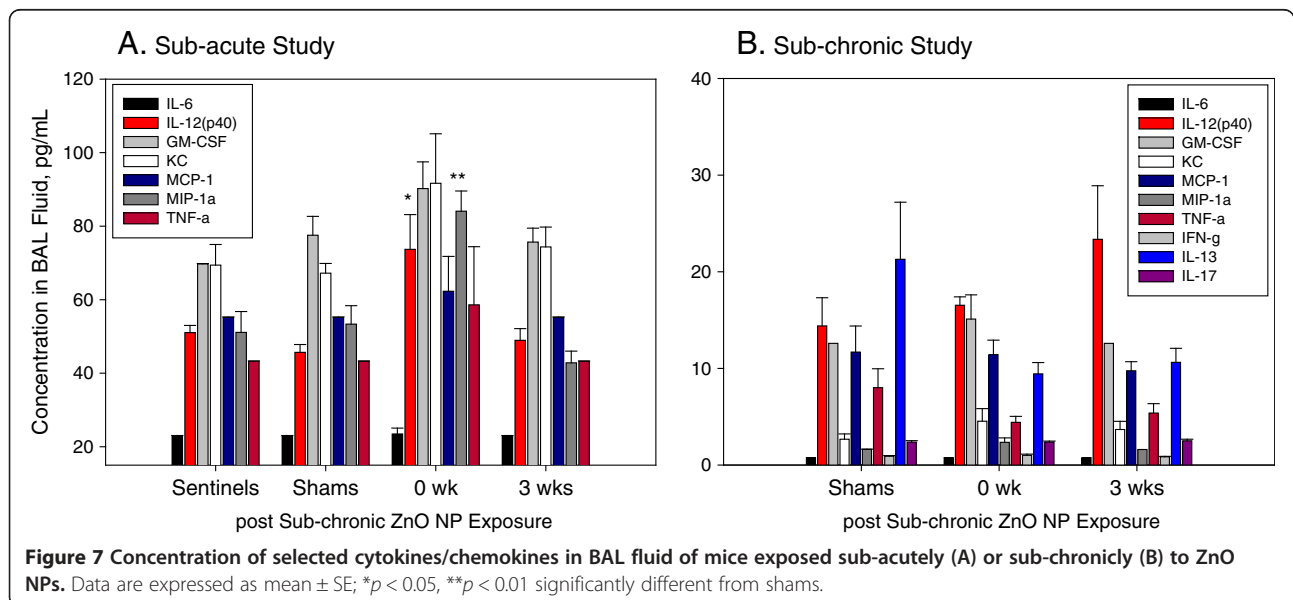 A. Sub-acute Study
Concentration in BAL Fluid, pg/mL
120
100
80
60
40
20
IL-6
IL-12(p40)
GM-CSF
KC
MCP-1
MIP-1a
TNF-a
*
**
Sentinels Shams 0 wk 3 wks
post Sub-chronic ZnO NP Exposure
B. Sub-chronic Study
40
30
20
10
0
IL-6
IL-12(p40)
GM-CSF
KC
MCP-1
MIP-1a
TNF-a
IFN-g
IL-13
IL-17
Shams 0 wk 3 wks
post Sub-chronic ZnO NP Exposure
Figure 7 Concentration of selected cytokines/chemokines in BAL fluid of mice exposed sub-acutely (A) or sub-chronicly (B) to ZnO
NPs. Data are expressed as mean ± SE; *p < 0.05, **p < 0.01 significantly different from shams.